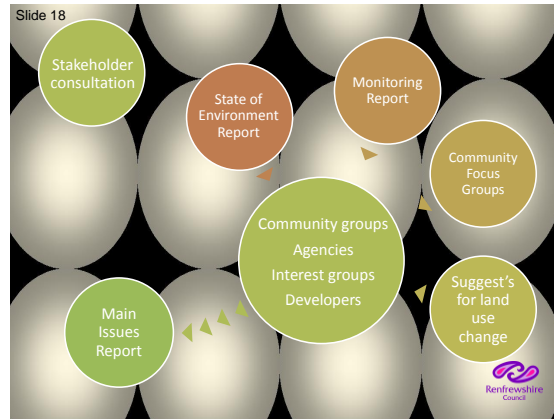 Slide 18
Stakeholder
consultation
State of
Environment
Report
Monitoring
Report
Community
Focus
Groups
Community groups
Agencies
Interest groups
Developers
Suggest's
for land
use
change
Main
Issues
Report
Renfrewshire
Council